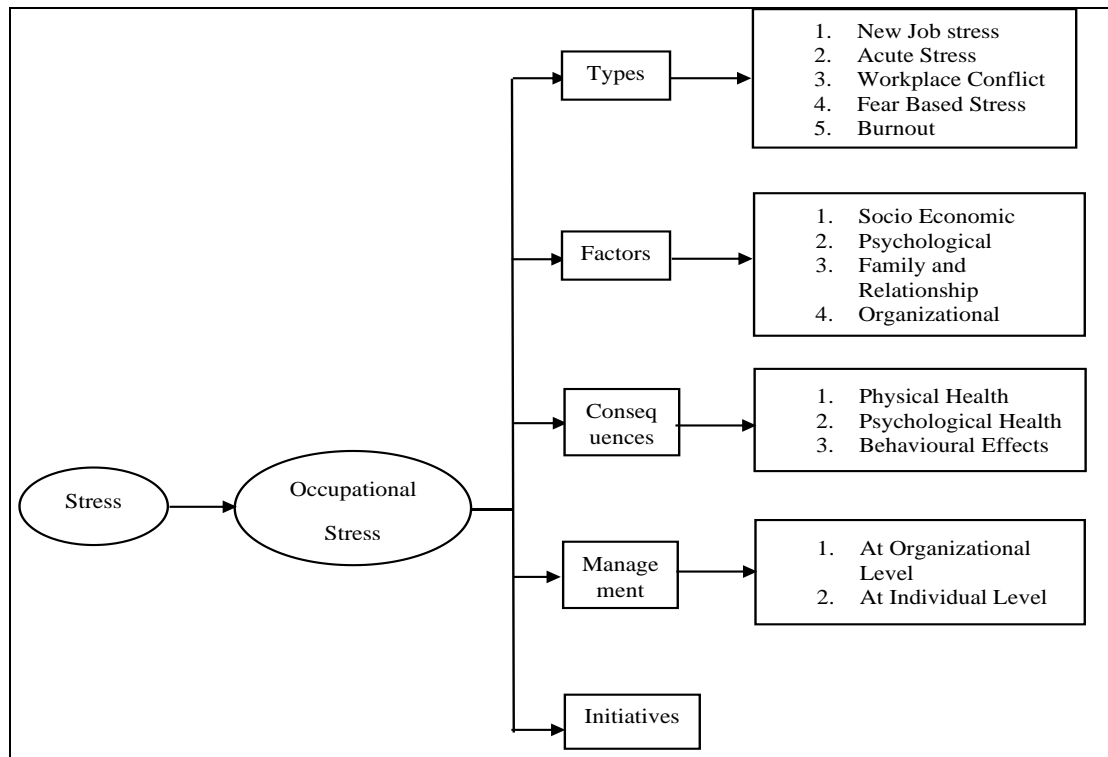 Stress
Occupational
Stress
Types
1. New Job stress
2. Acute Stress
3. Workplace Conflict
4. Fear Based Stress
5. Burnout
Factors
1. Socio Economic
2. Psychological
3. Family and
Relationship
4. Organizational
Conseq
uences
1. Physical Health
2. Psychological Health
3. Behavioural Effects
Manage
ment
1. At Organizational
Level
2. At Individual Level
Initiatives